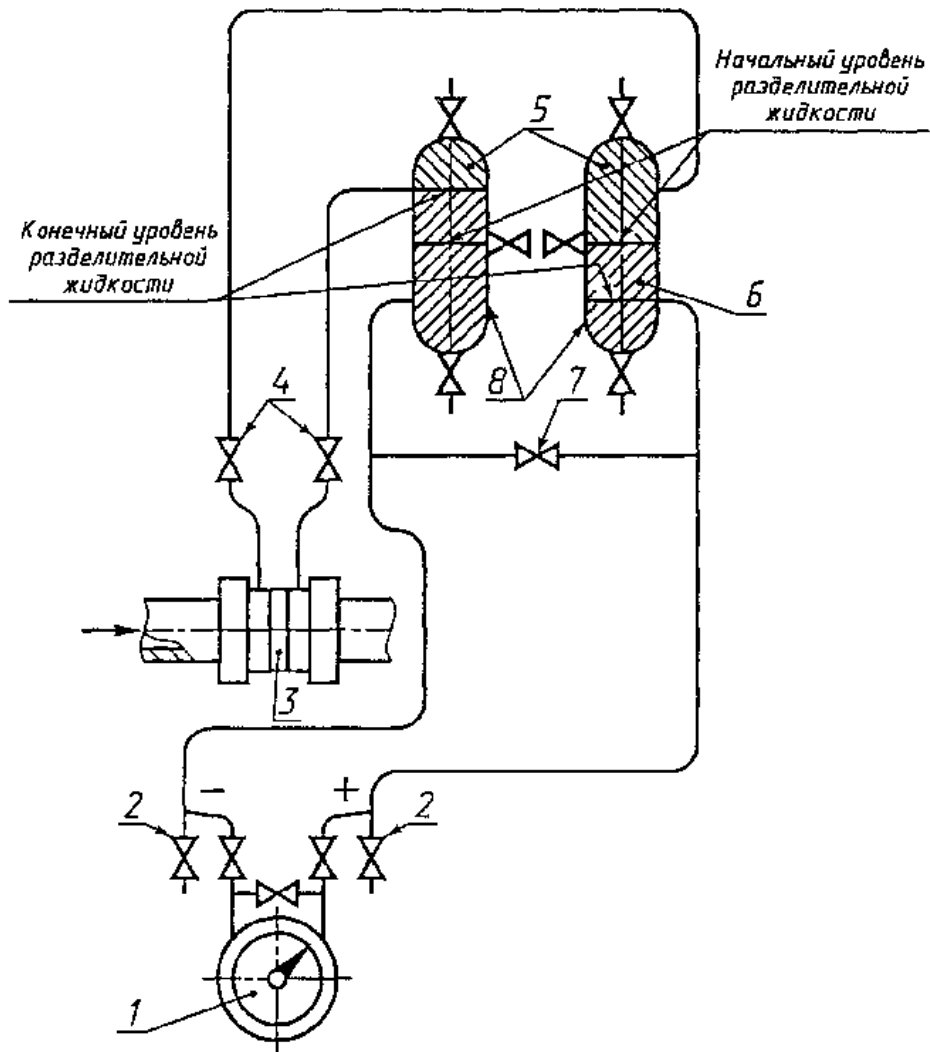 Начальный уровень
разделительной
жидкости
5
Конечный уровень
разделительной
жидкости
6
4
8
7
3
2
- +
2
1